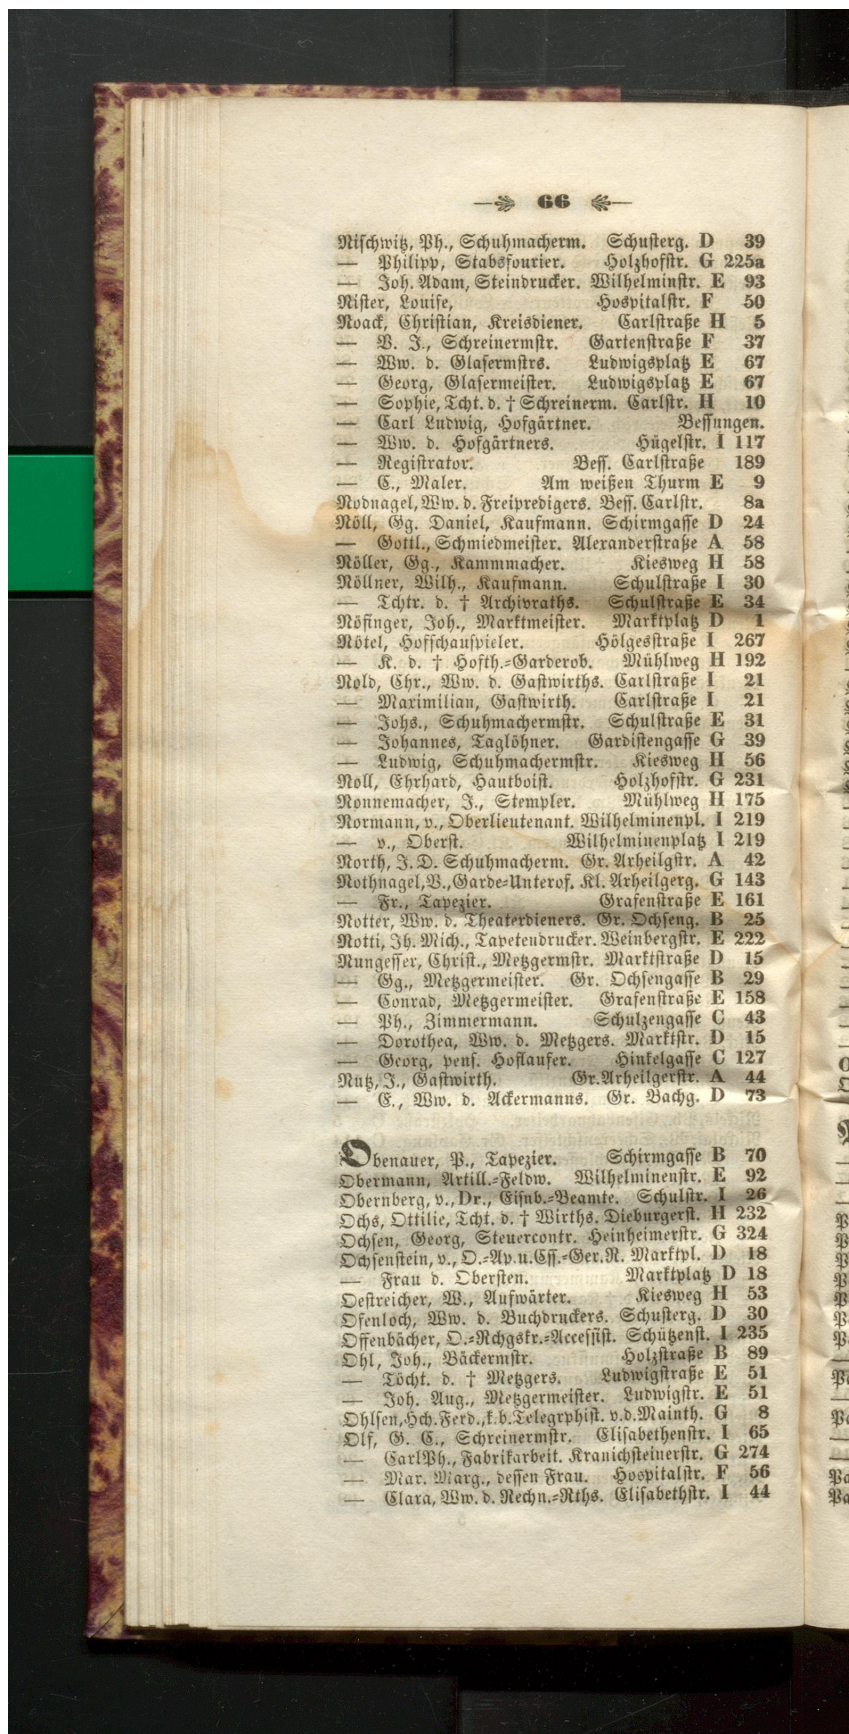 66
Nischwitz, Ph., Schuhmacherm. Schusterg. D 39
— Philipp, Stabsfourier. Holzhofstr. G 225a
— Joh. Adam, Steindrucker. Wilhelminstr. E 93
Nister, Louise, Hospitalstr. F 50
Noack, Christian, Kreisdiener. Carlstraße H 5
— B. J., Schreinermstr. Gartenstraße F 37
— Ww. d. Glasermstrs. Ludwigsplatz E 67
— Georg, Glasermeister. Ludwigsplatz E 67
— Sophie, Tcht. d. † Schreinerm. Carlstr. H 10
— Carl Ludwig, Hofgärtner. Bessungen.
— Ww. d. Hofgärtners. Hügelstr. I 117
— Registrator. Bess. Carlstraße 189
— C., Maler. Am weißen Thurm E 9
Nodnagel, Ww. d. Freipredigers. Bess. Carlstr. 8a
Nöll, Gg. Daniel, Kaufmann. Schirmgasse D 24
— Gottl., Schmiedmeister. Alexanderstraße A 58
Nöller, Gg., Kammmacher. Kiesweg H 58
Nöllner, Wilh., Kaufmann. Schulstraße I 30
— Tchtr. d. † Archivraths. Schulstraße E 34
Nösinger, Joh., Marktmeister. Marktplatz D 1
Nötel, Hofschauspieler. Hölgesstraße I 267
— K. d. † Hofth.-Garderob. Mühlweg H 192
Nold, Chr., Ww. d. Gastwirths. Carlstraße I 21
— Maximilian, Gastwirth. Carlstraße I 21
— Johs., Schuhmachermstr. Schulstraße E 31
— Johannes, Taglöhner. Gardistengasse G 39
— Ludwig, Schuhmachermstr. Kiesweg H 56
Noll, Ehrhard, Hautboist. Holzhofstr. G 231
Nonnemacher, J., Stempler. Mühlweg H 175
Normann, v., Oberlieutenant. Wilhelminenpl. I 219
— v., Oberst. Wilhelminenplatz I 219
North, J. D. Schuhmacherm. Gr. Arheilgstr. A 42
Nothnagel, B., Garde-Unterof. Kl. Arheilgerg. G 143
— Fr., Tapezier. Grafenstraße E 161
Notter, Ww. d. Theaterdieners. Gr. Ochseng. B 25
Notti, Jh. Mich., Tapetendrucker. Weinbergstr. E 222
Nungesser, Christ., Metzgermstr. Marktstraße D 15
— Gg., Metzgermeister. Gr. Ochsengasse B 29
— Conrad, Metzgermeister. Grafenstraße E 158
— Ph., Zimmermann. Schulzengasse C 43
— Dorothea, Ww. d. Metzgers. Marktstr. D 15
— Georg, pens. Hoflaufer. Hinkelgasse C 127
Nutz, J., Gastwirth. Gr. Arheilgerstr. A 44
— E., Ww. d. Ackermanns. Gr. Bachg. D 73
Obenauer, P., Tapezier. Schirmgasse B 70
Obermann, Artill.-Feldw. Wilhelminenstr. E 92
Obernberg, v., Dr., Eisnb.-Beamte. Schulstr. I 26
Ochs, Ottilie, Tcht. d. † Wirths. Dieburgerst. H 232
Ochsen, Georg, Steuercontr. Heinheimerstr. G 324
Ochsenstein, v., O.-Ap. u. Css.-Ger. R. Marktpl. D 18
— Frau d. Obersten. Marktplatz D 18
Oestreicher, W., Aufwärter. Kiesweg H 53
Ofenloch, Ww. d. Buchdruckers. Schusterg. D 30
Offenbächer, O.-Rchgskr.-Accessist. Schützenst. I 235
Ohl, Joh., Bäckermstr. Holzstraße B 89
— Töcht. d. † Metzgers. Ludwigstraße E 51
— Joh. Aug., Metzgermeister. Ludwigstr. E 51
Ohlsen, Hch. Ferd., k. b. Telegrphist. v. d. Mainth. G 8
Olf, G. C., Schreinermstr. Elisabethenstr. I 65
— Carl Ph., Fabrikarbeit. Kranichsteinerstr. G 274
— Mar. Marg., dessen Frau. Hospitalstr. F 56
— Clara, Ww. d. Rechn.-Rths. Elisabethstr. I 44